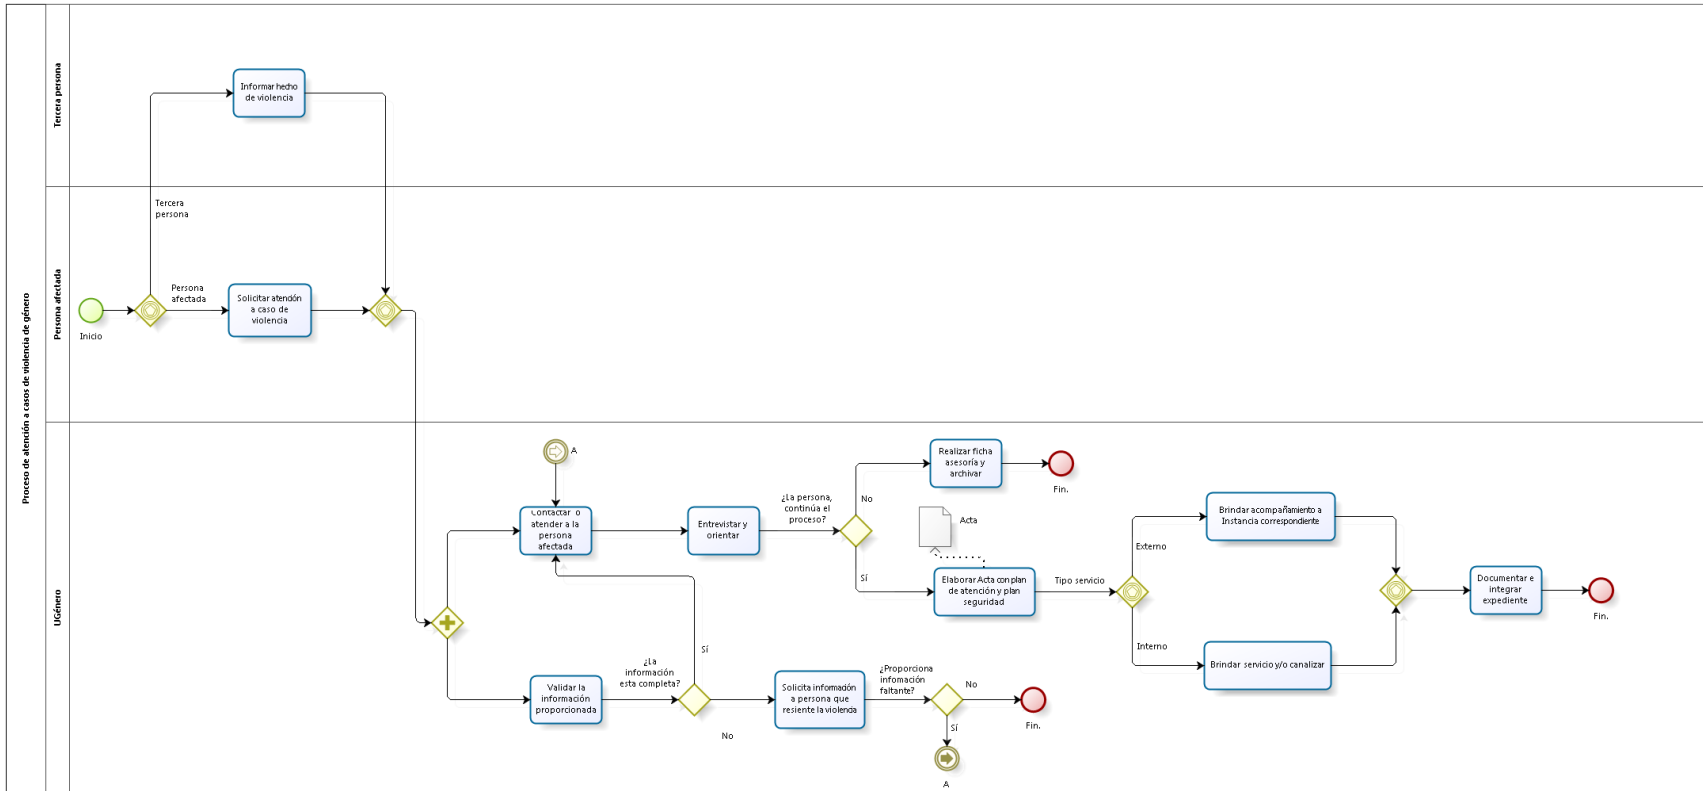 Proceso de atención a casos de violencia de género
Tercera persona
Informar hecho
de violencia
Tercera
persona
Persona afectada
Inicio
Persona
afectada
Solicitar atención
a caso de
violencia
UGénero
A
Contactar o
atender a la
persona
afectada
Entrevistar y
orientar
¿La persona,
continúa el
proceso?
No
Realizar ficha
asesoría y
archivar
Fin.
Acta
Sí
Elaborar Acta con plan
de atención y plan
seguridad
Tipo servicio
Externo
Brindar acompañamiento a
Instancia correspondiente
Interno
Brindar servicio y/o canalizar
Documentar e
integrar
expediente
Fin.
Validar la
información
proporcionada
¿La
información
esta completa?
Sí
No
Solicita información
a persona que
resiente la violencia
¿Proporciona
infomación
faltante?
No
Fin.
Sí
A